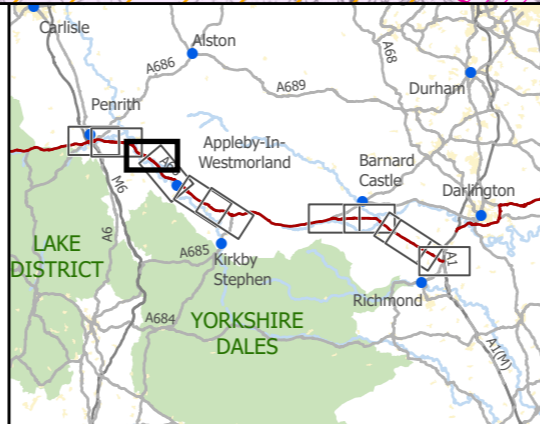 Carlisle
Alston
A686
A68
A689
Durham
Penrith
Appleby-In-
Westmorland
Barnard
Castle
Darlington
M6
A6
LAKE
DISTRICT
A685
Kirkby
Stephen
A1
Richmond
A684
YORKSHIRE
DALES
A1(M)